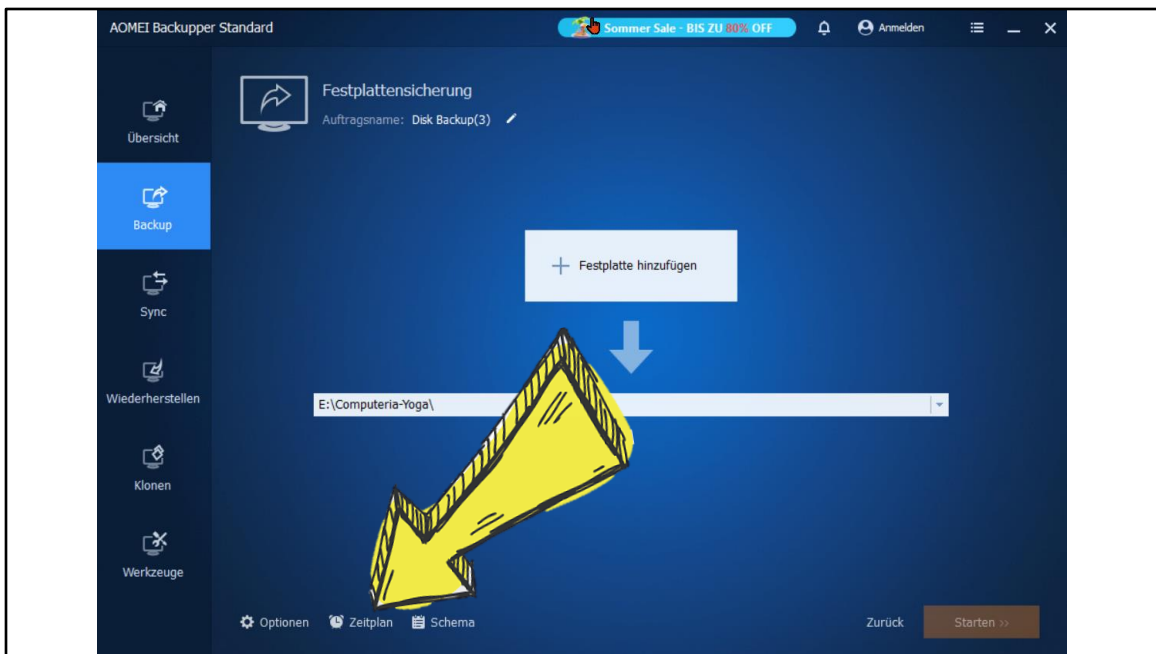 AOMEI Backupper Standard
Sommer Sale - BIS ZU 80% OFF
Anmelden
Festplattensicherung
Auftragsname: Disk Backup(3)
Übersicht
Backup
Sync
Wiederherstellen
Klonen
Werkzeuge
Festplatte hinzufügen
E:\Computeria-Yoga\
Optionen
Zeitplan
Schema
Zurück
Starten >>